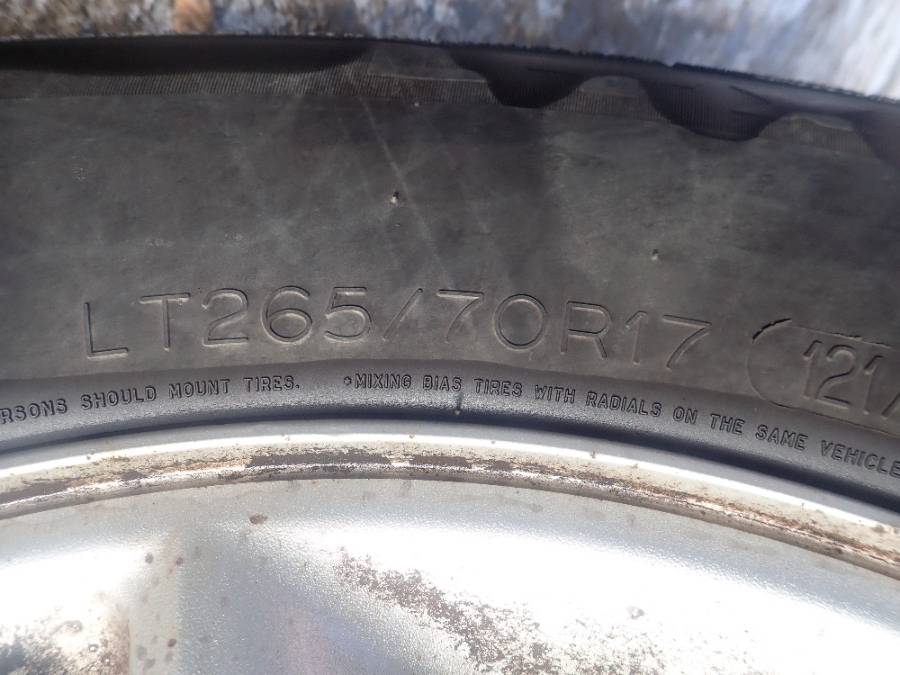 LT265/70R17 121/
RSONS SHOULD MOUNT TIRES. •MIXING BIAS TIRES WITH RADIALS ON THE SAME VEHICLE